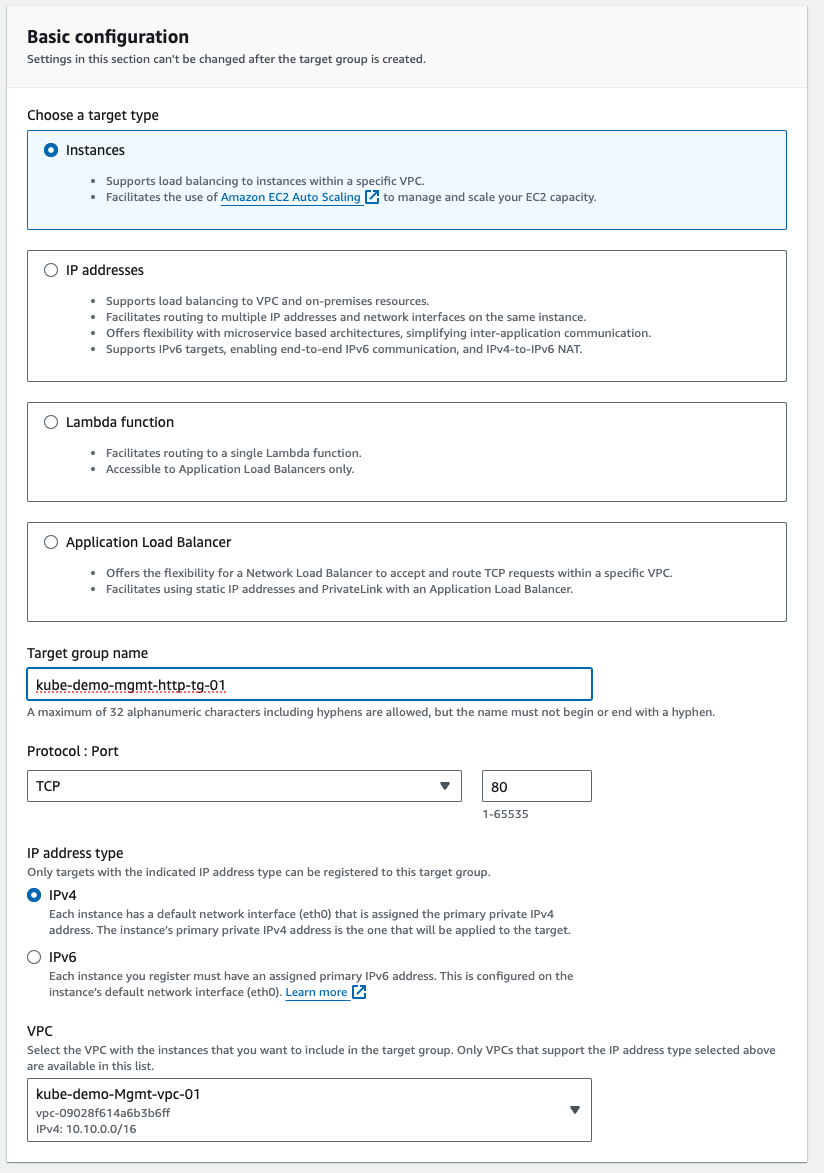 Basic configuration
Settings in this section can't be changed after the target group is created.
Choose a target type
Instances
• Supports load balancing to instances within a specific VPC.
• Facilitates the use of Amazon EC2 Auto Scaling to manage and scale your EC2 capacity.
IP addresses
• Supports load balancing to VPC and on-premises resources.
• Facilitates routing to multiple IP addresses and network interfaces on the same instance.
• Offers flexibility with microservice based architectures, simplifying inter-application communication.
• Supports IPv6 targets, enabling end-to-end IPv6 communication, and IPv4-to-IPv6 NAT.
Lambda function
• Facilitates routing to a single Lambda function.
• Accessible to Application Load Balancers only.
Application Load Balancer
• Offers the flexibility for a Network Load Balancer to accept and route TCP requests within a specific VPC.
• Facilitates using static IP addresses and PrivateLink with an Application Load Balancer.
Target group name
kube-demo-mgmt-http-tg-01
A maximum of 32 alphanumeric characters including hyphens are allowed, but the name must not begin or end with a hyphen.
Protocol : Port
TCP 80
1-65535
IP address type
Only targets with the indicated IP address type can be registered to this target group.
IPv4
Each instance has a default network interface (eth0) that is assigned the primary private IPv4
address. The instance's primary private IPv4 address is the one that will be applied to the target.
IPv6
Each instance you register must have an assigned primary IPv6 address. This is configured on the
instance's default network interface (eth0). Learn more
VPC
Select the VPC with the instances that you want to include in the target group. Only VPCs that support the IP address type selected above
are available in this list.
kube-demo-Mgmt-vpc-01
vpc-09028f614a6b3b6ff
IPv4: 10.10.0.0/16